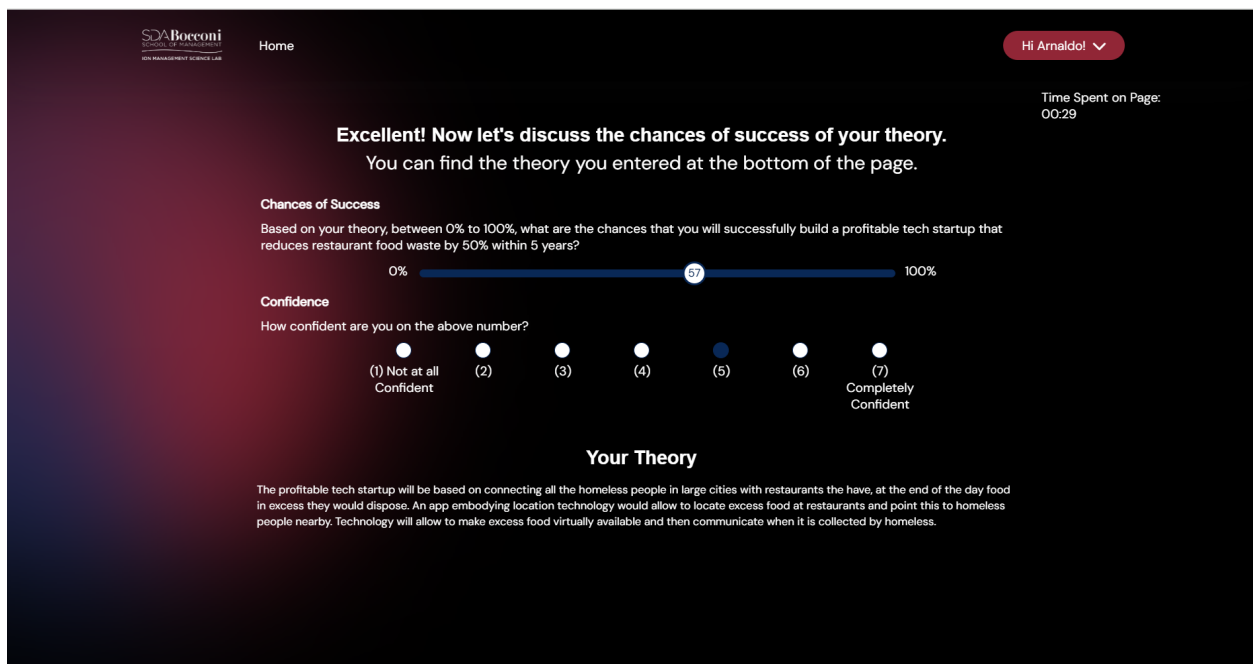 SDABocconi
SCHOOL OF MANAGEMENT
ION MANAGEMENT SCIENCE LAB
Home
Hi Arnaldo!
Time Spent on Page:
00:29
Excellent! Now let's discuss the chances of success of your theory.
You can find the theory you entered at the bottom of the page.
Chances of Success
Based on your theory, between 0% to 100%, what are the chances that you will successfully build a profitable tech startup that
reduces restaurant food waste by 50% within 5 years?
0% 57 100%
Confidence
How confident are you on the above number?
(1) Not at all (2) (3) (4) (5) (6) (7)
Confident Completely
Confident
Your Theory
The profitable tech startup will be based on connecting all the homeless people in large cities with restaurants the have, at the end of the day food
in excess they would dispose. An app embodying location technology would allow to locate excess food at restaurants and point this to homeless
people nearby. Technology will allow to make excess food virtually available and then communicate when it is collected by homeless.